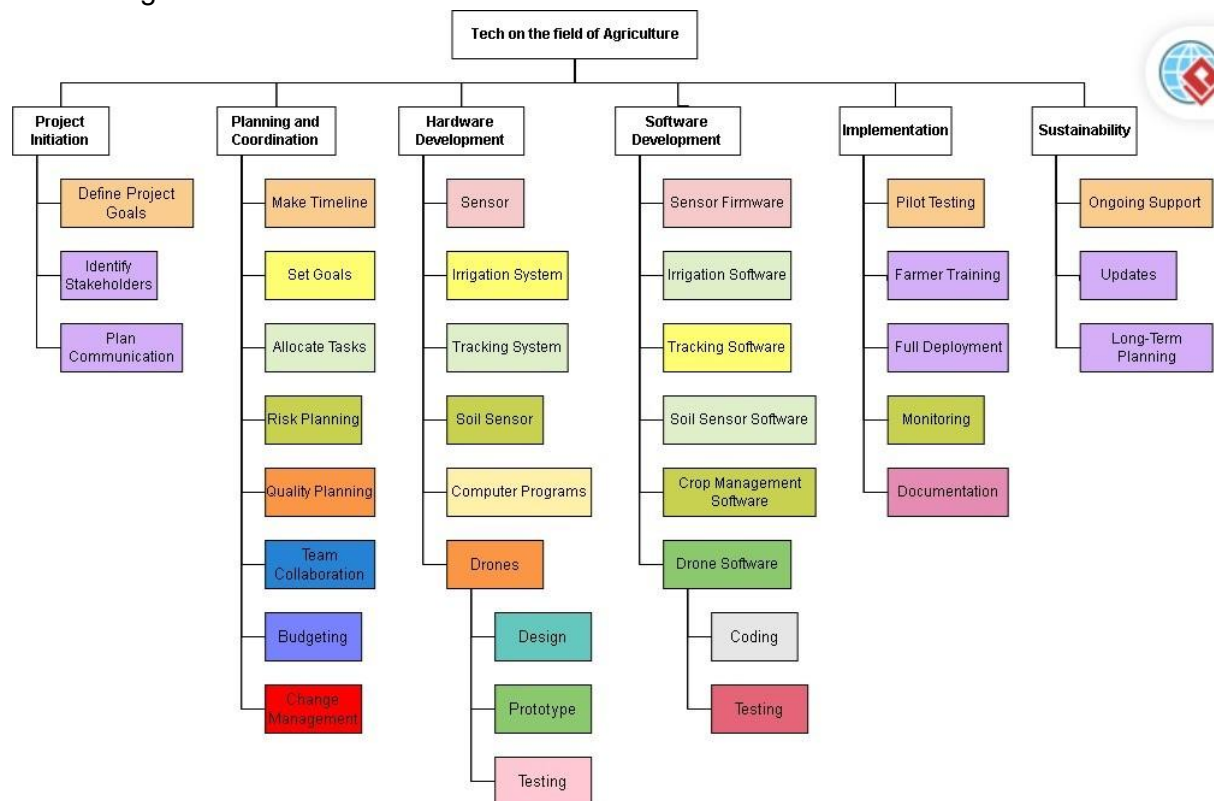 Tech on the field of Agriculture
Project
Initiation
Planning and
Coordination
Hardware
Development
Software
Development
Implementation
Sustainability
Define Project
Goals
Identify
Stakeholders
Plan
Communication
Make Timeline
Set Goals
Allocate Tasks
Risk Planning
Quality Planning
Team
Collaboration
Budgeting
Change
Management
Sensor
Irrigation System
Tracking System
Soil Sensor
Computer Programs
Drones
Design
Prototype
Testing
Sensor Firmware
Irrigation Software
Tracking Software
Soil Sensor Software
Crop Management
Software
Drone Software
Coding
Testing
Pilot Testing
Farmer Training
Full Deployment
Monitoring
Documentation
Ongoing Support
Updates
Long-Term
Planning